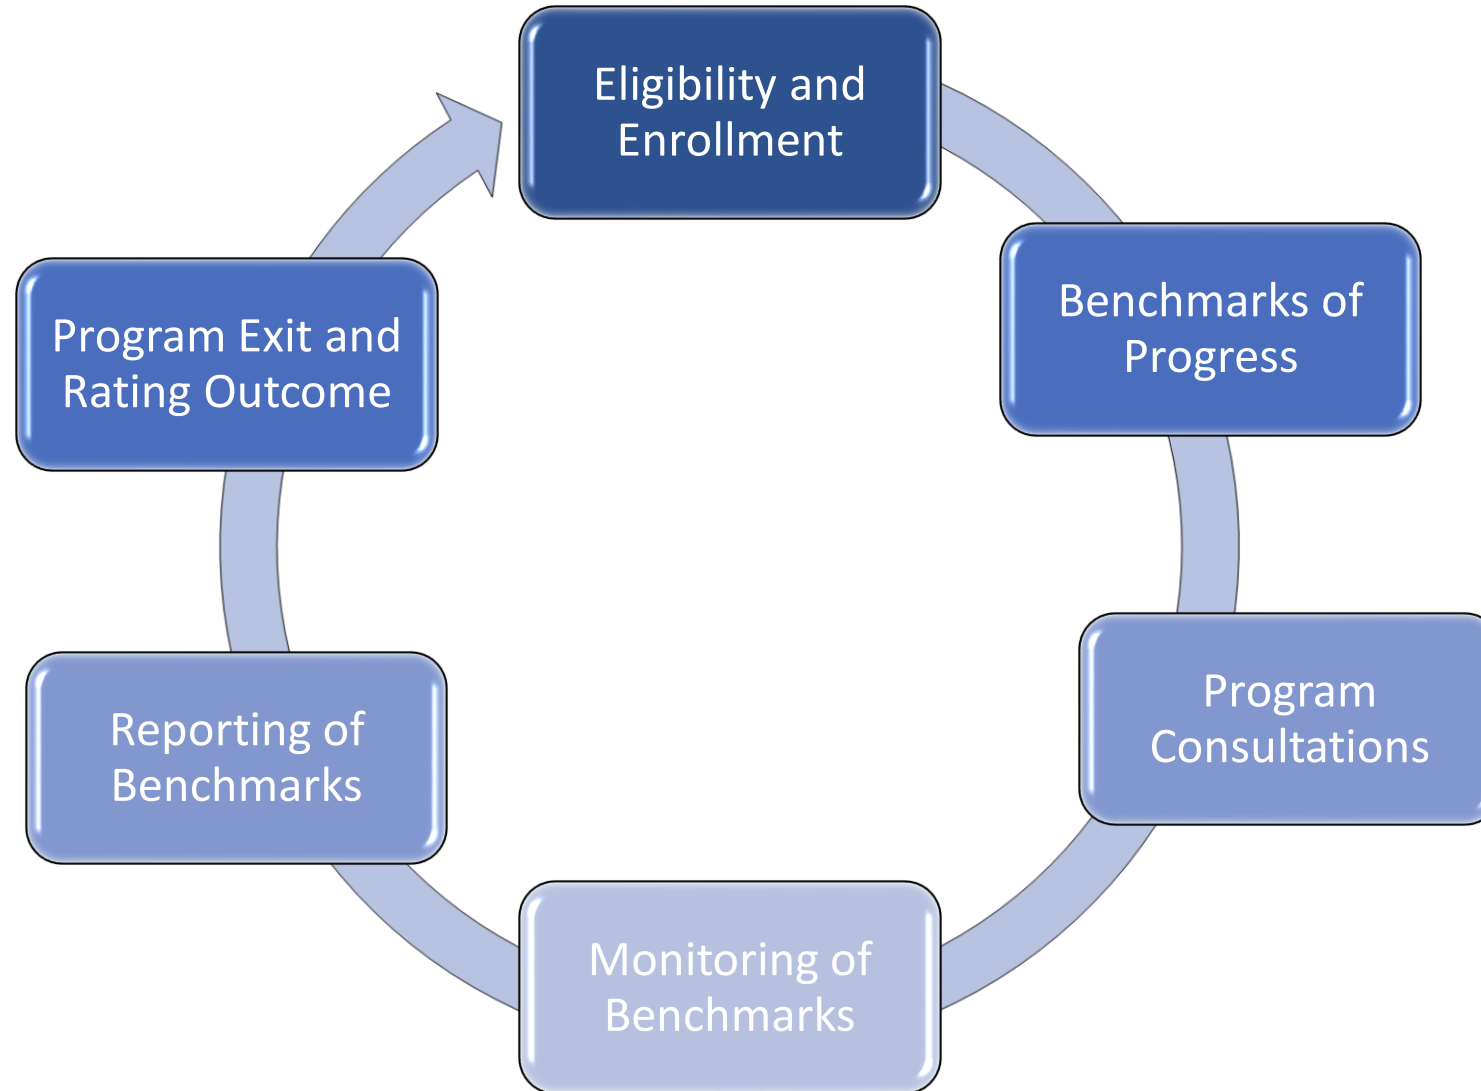 Eligibility and
Enrollment
Benchmarks of
Progress
Program
Consultations
Monitoring of
Benchmarks
Reporting of
Benchmarks
Program Exit and
Rating Outcome